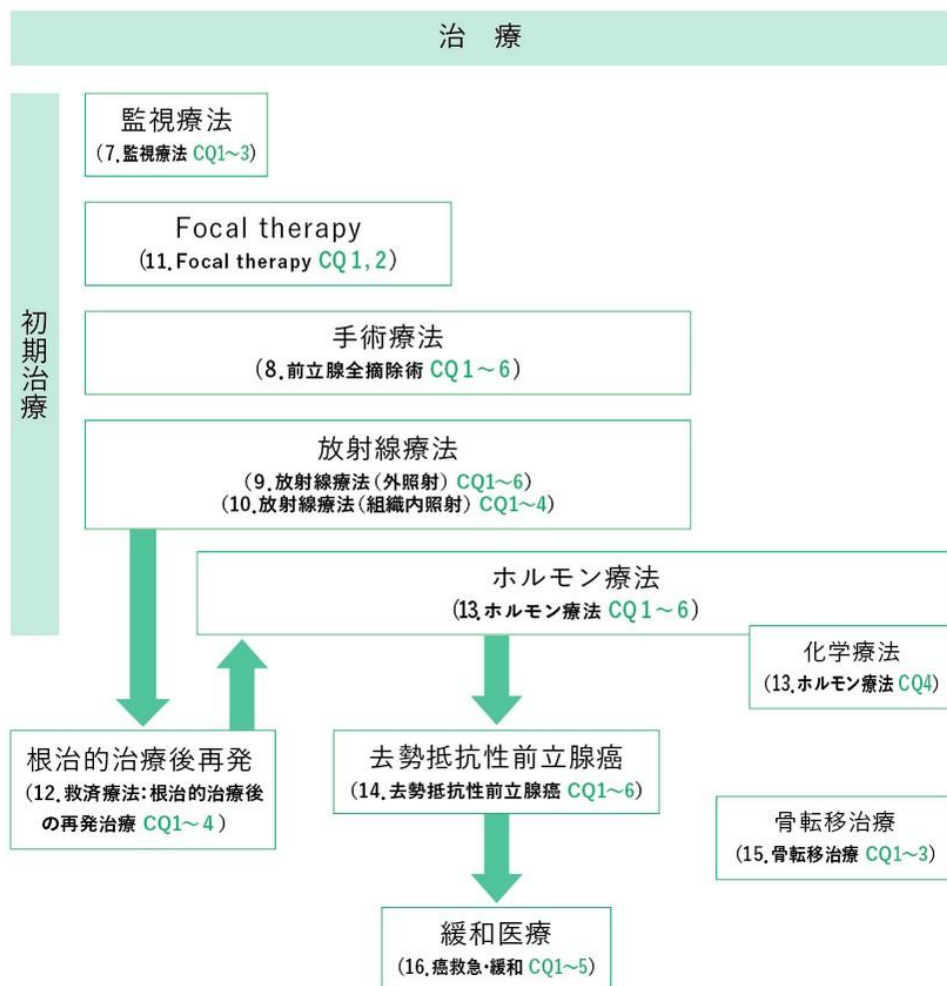 治 療
初期治療
監視療法
(7.監視療法 CQ1~3)
Focal therapy
(11.Focal therapy CQ 1, 2)
手術療法
(8.前立腺全摘除術 CQ 1~6)
放射線療法
(9.放射線療法(外照射) CQ1~6)
(10.放射線療法(組織内照射) CQ1~4)
ホルモン療法
(13.ホルモン療法 CQ 1~6)
化学療法
(13.ホルモン療法 CQ4)
根治的治療後再発
(12.救済療法:根治的治療後
の再発治療 CQ1~4)
去勢抵抗性前立腺癌
(14.去勢抵抗性前立腺癌 CQ1~6)
骨転移治療
(15.骨転移治療 CQ1~3)
緩和医療
(16.癌救急・緩和 CQ1~5)